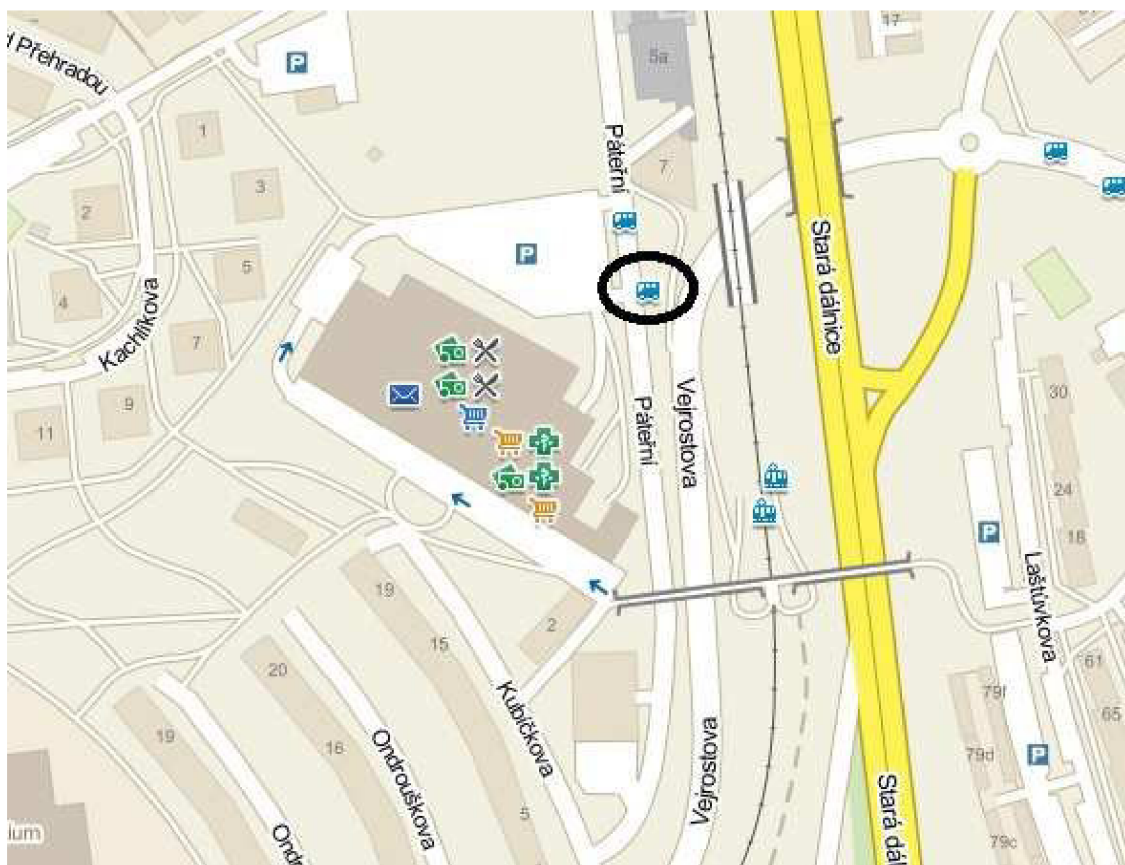 d Přehradou
P
17
5a
1
Páteřní
3
7
2
P
5
4
Stará dálnice
Kachlíkova
7
30
9
Páteřní
Vejrostova
11
24
P
18
19
Laštůvkova
2
15
61
20
79f
65
Kubíčkova
19
16
Ondrouškova
79d
P
Vejrostova
5
Stará dál
ium
Ondr
79c